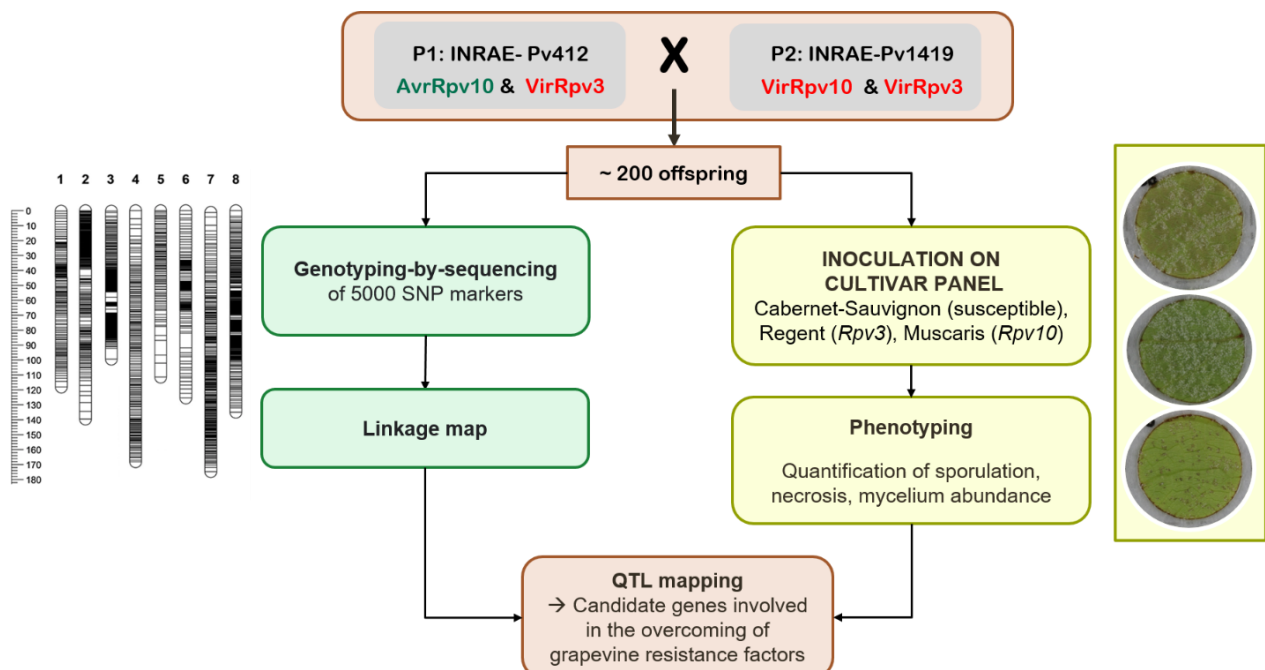 P1: INRAE- Pv412
AvrRpv10 & VirRpv3
X
P2: INRAE-Pv1419
VirRpv10 & VirRpv3
~ 200 offspring
1 2 3 4 5 6 7 8
0
10
20
30
40
50
60
70
80
90
100
110
120
130
140
150
160
170
180
Genotyping-by-sequencing
of 5000 SNP markers
Linkage map
INOCULATION ON
CULTIVAR PANEL
Cabernet-Sauvignon (susceptible),
Regent (Rpv3), Muscaris (Rpv10)
Phenotyping
Quantification of sporulation,
necrosis, mycelium abundance
QTL mapping
→ Candidate genes involved
in the overcoming of
grapevine resistance factors